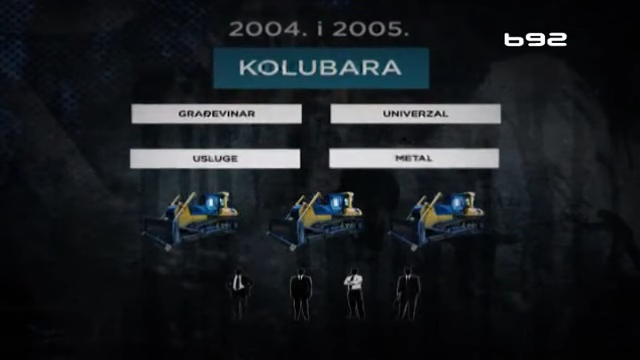 2004. i 2005.
B92
KOLUBARA
GRAĐEVINAR
UNIVERZAL
USLUGE
METAL